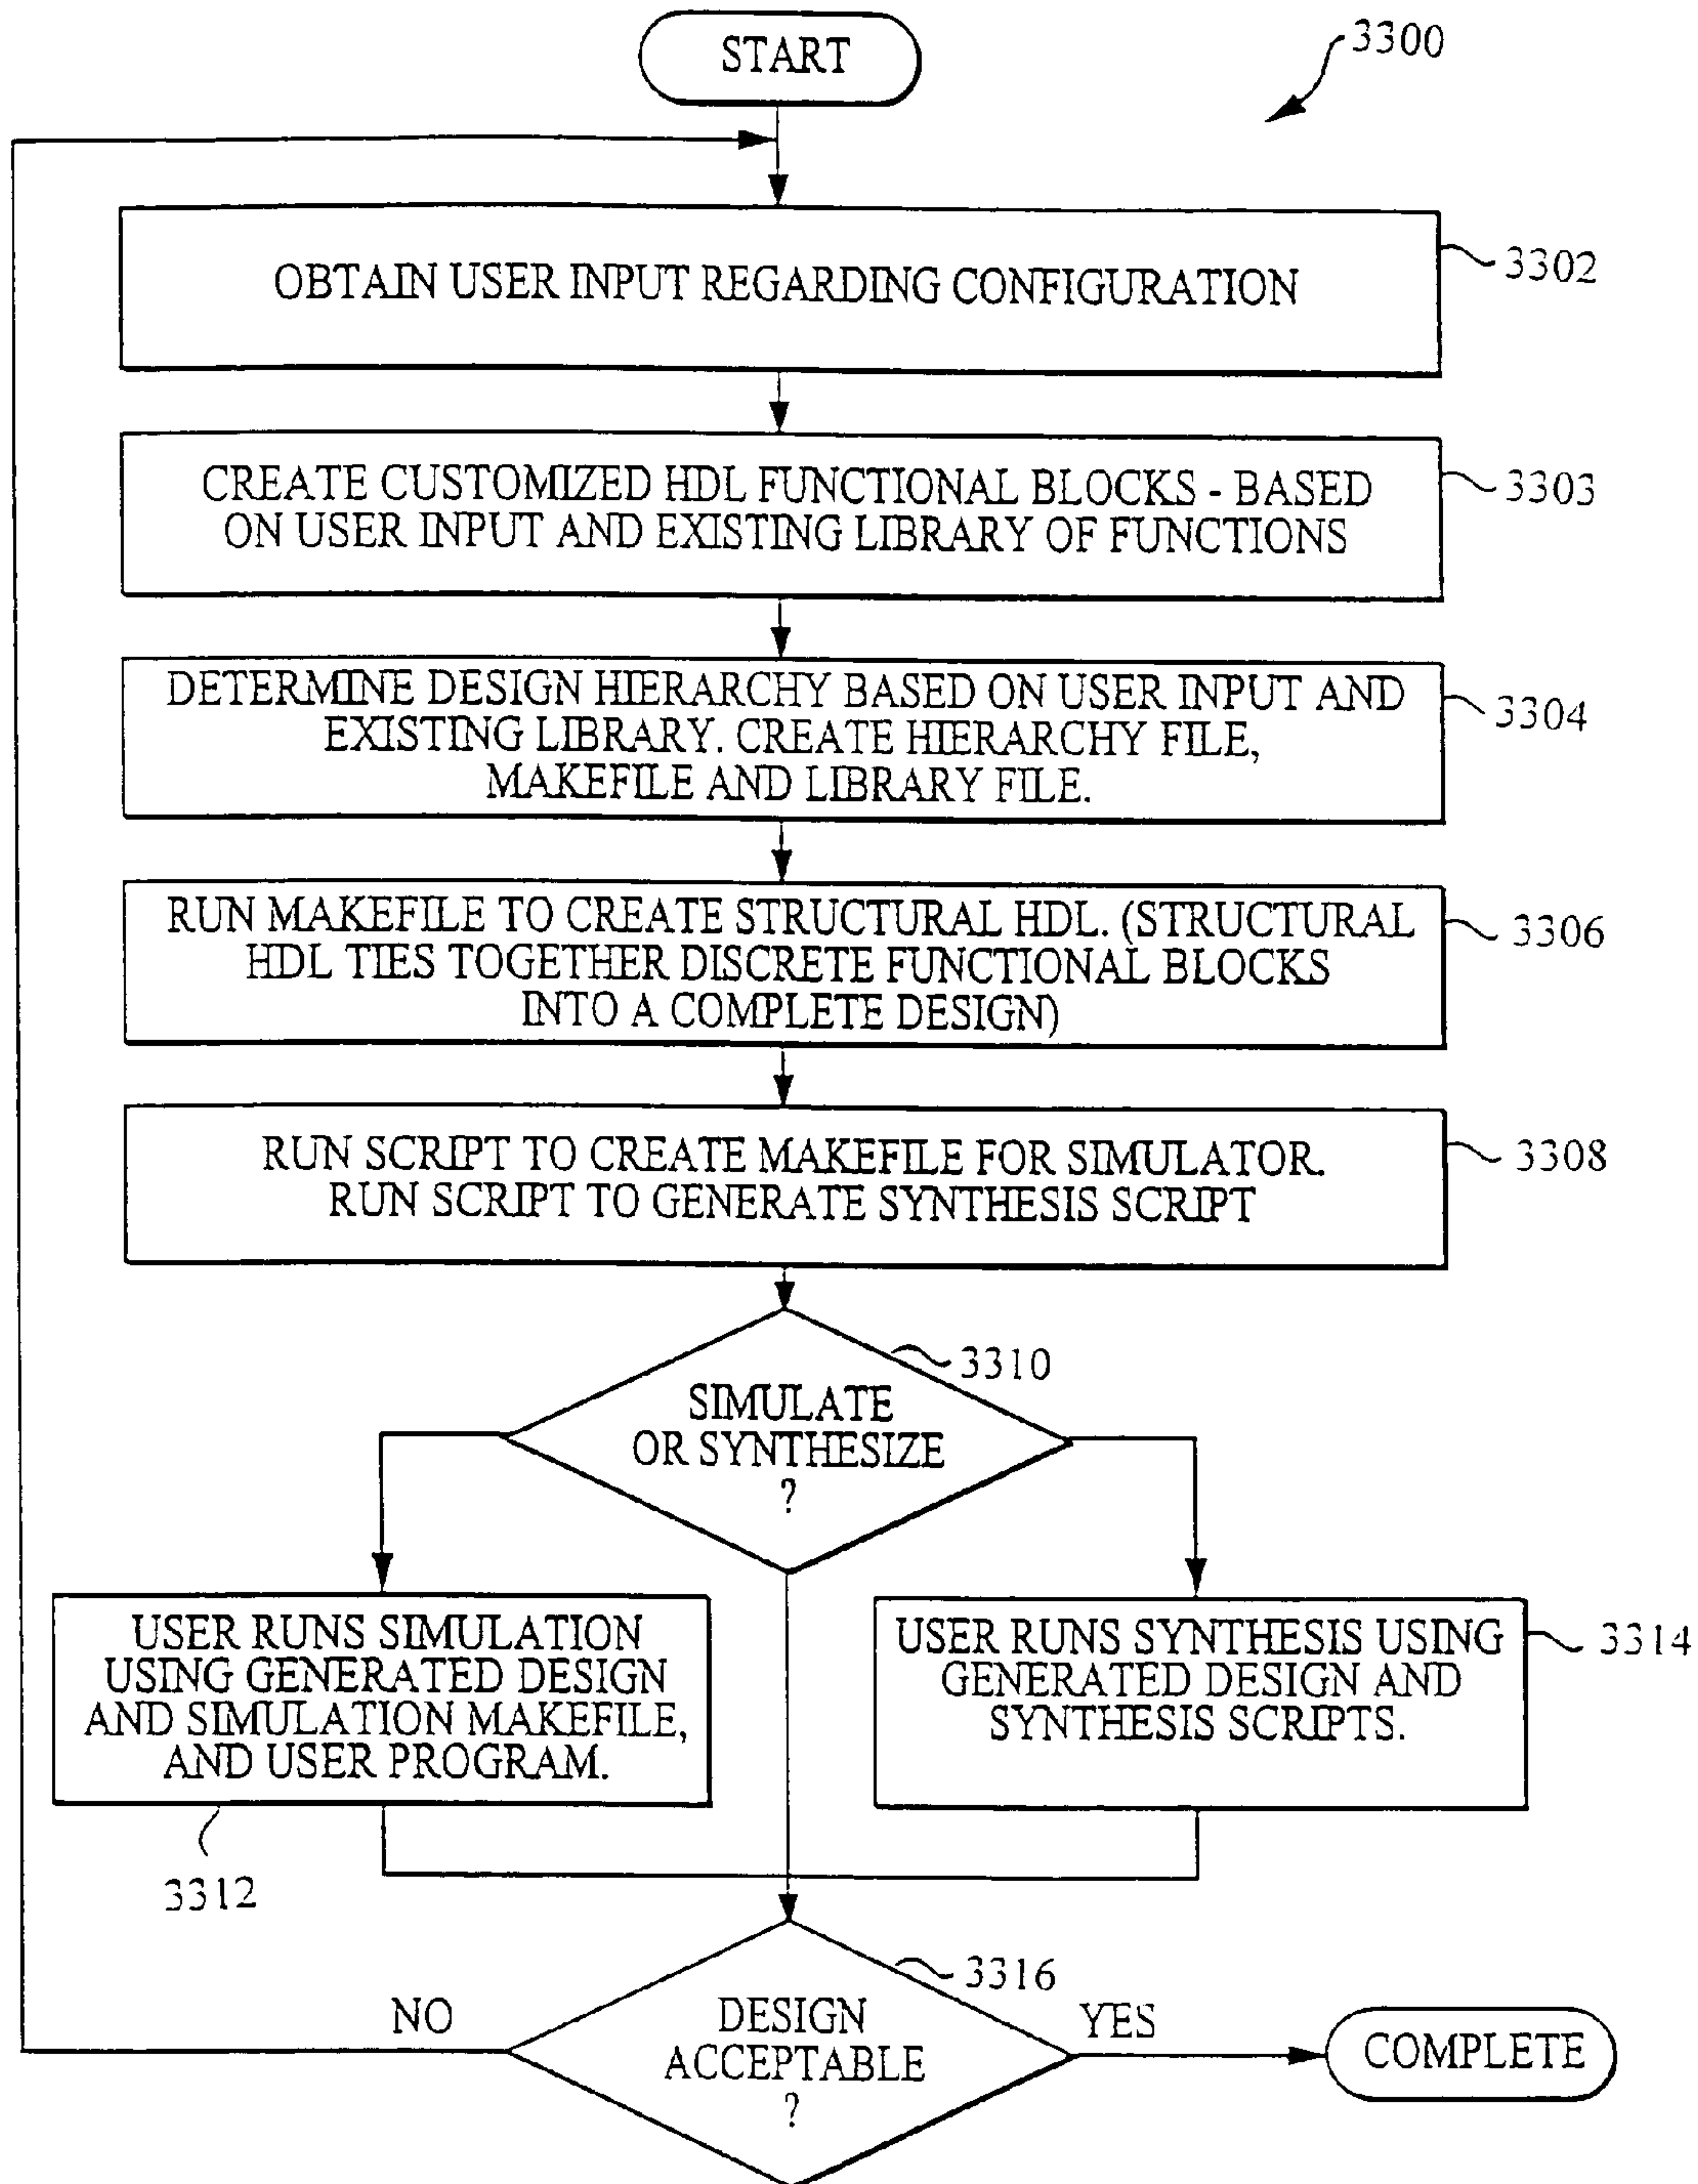 START
3300
OBTAIN USER INPUT REGARDING CONFIGURATION
3302
CREATE CUSTOMIZED HDL FUNCTIONAL BLOCKS - BASED
ON USER INPUT AND EXISTING LIBRARY OF FUNCTIONS
3303
DETERMINE DESIGN HIERARCHY BASED ON USER INPUT AND
EXISTING LIBRARY. CREATE HIERARCHY FILE,
MAKEFILE AND LIBRARY FILE.
3304
RUN MAKEFILE TO CREATE STRUCTURAL HDL. (STRUCTURAL
HDL TIES TOGETHER DISCRETE FUNCTIONAL BLOCKS
INTO A COMPLETE DESIGN)
3306
RUN SCRIPT TO CREATE MAKEFILE FOR SIMULATOR.
RUN SCRIPT TO GENERATE SYNTHESIS SCRIPT
3308
3310
SIMULATE
OR SYNTHESIZE
?
USER RUNS SIMULATION
USING GENERATED DESIGN
AND SIMULATION MAKEFILE,
AND USER PROGRAM.
3312
USER RUNS SYNTHESIS USING
GENERATED DESIGN AND
SYNTHESIS SCRIPTS.
3314
3316
DESIGN
ACCEPTABLE
?
NO
YES
COMPLETE